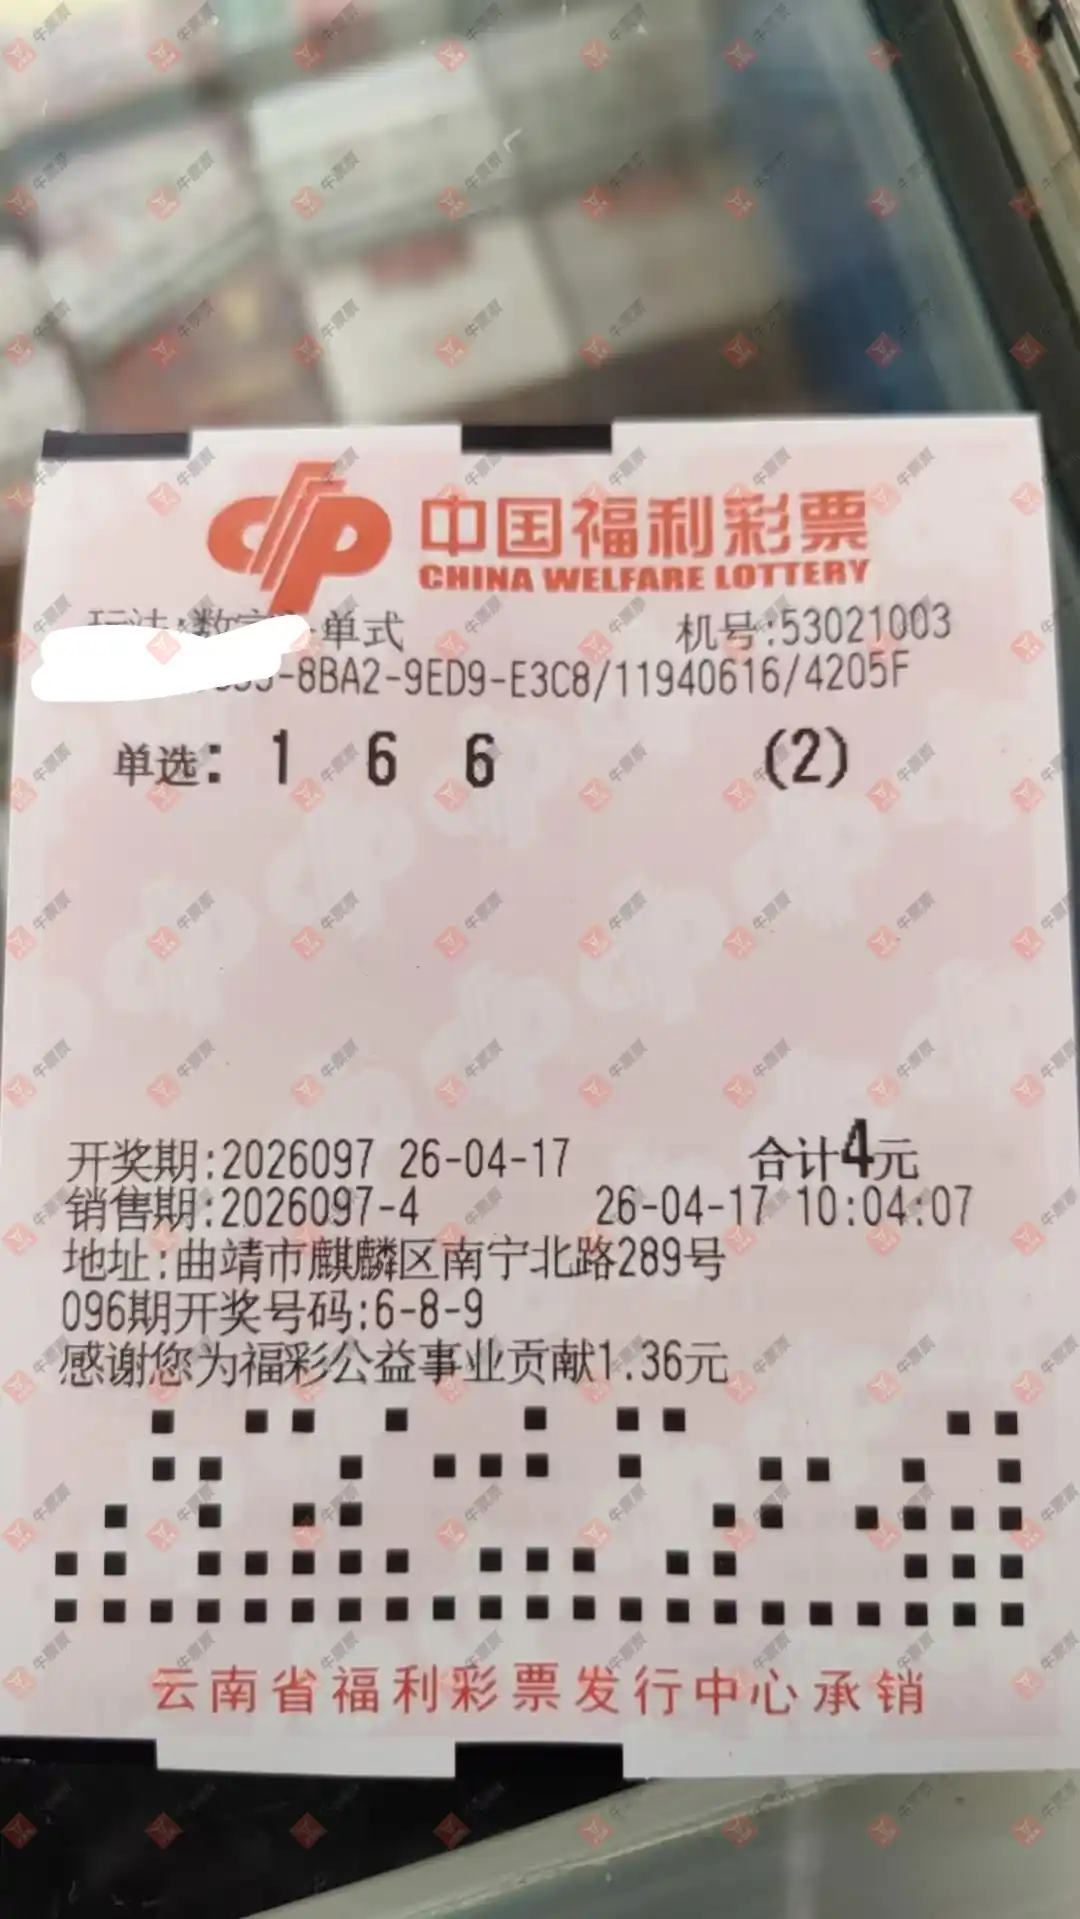 中国福利彩票
CHINA WELFARE LOTTERY
单式 机号:53021003
-8BA2-9ED9-E3C8/11940616/4205F
单选: 1 6 6 (2)
开奖期:2026097 26-04-17 合计4元
销售期:2026097-4 26-04-17 10:04:07
地址:曲靖市麒麟区南宁北路289号
096期开奖号码:6-8-9
感谢您为福彩公益事业贡献1.36元
云南省福利彩票发行中心承销
牛票票